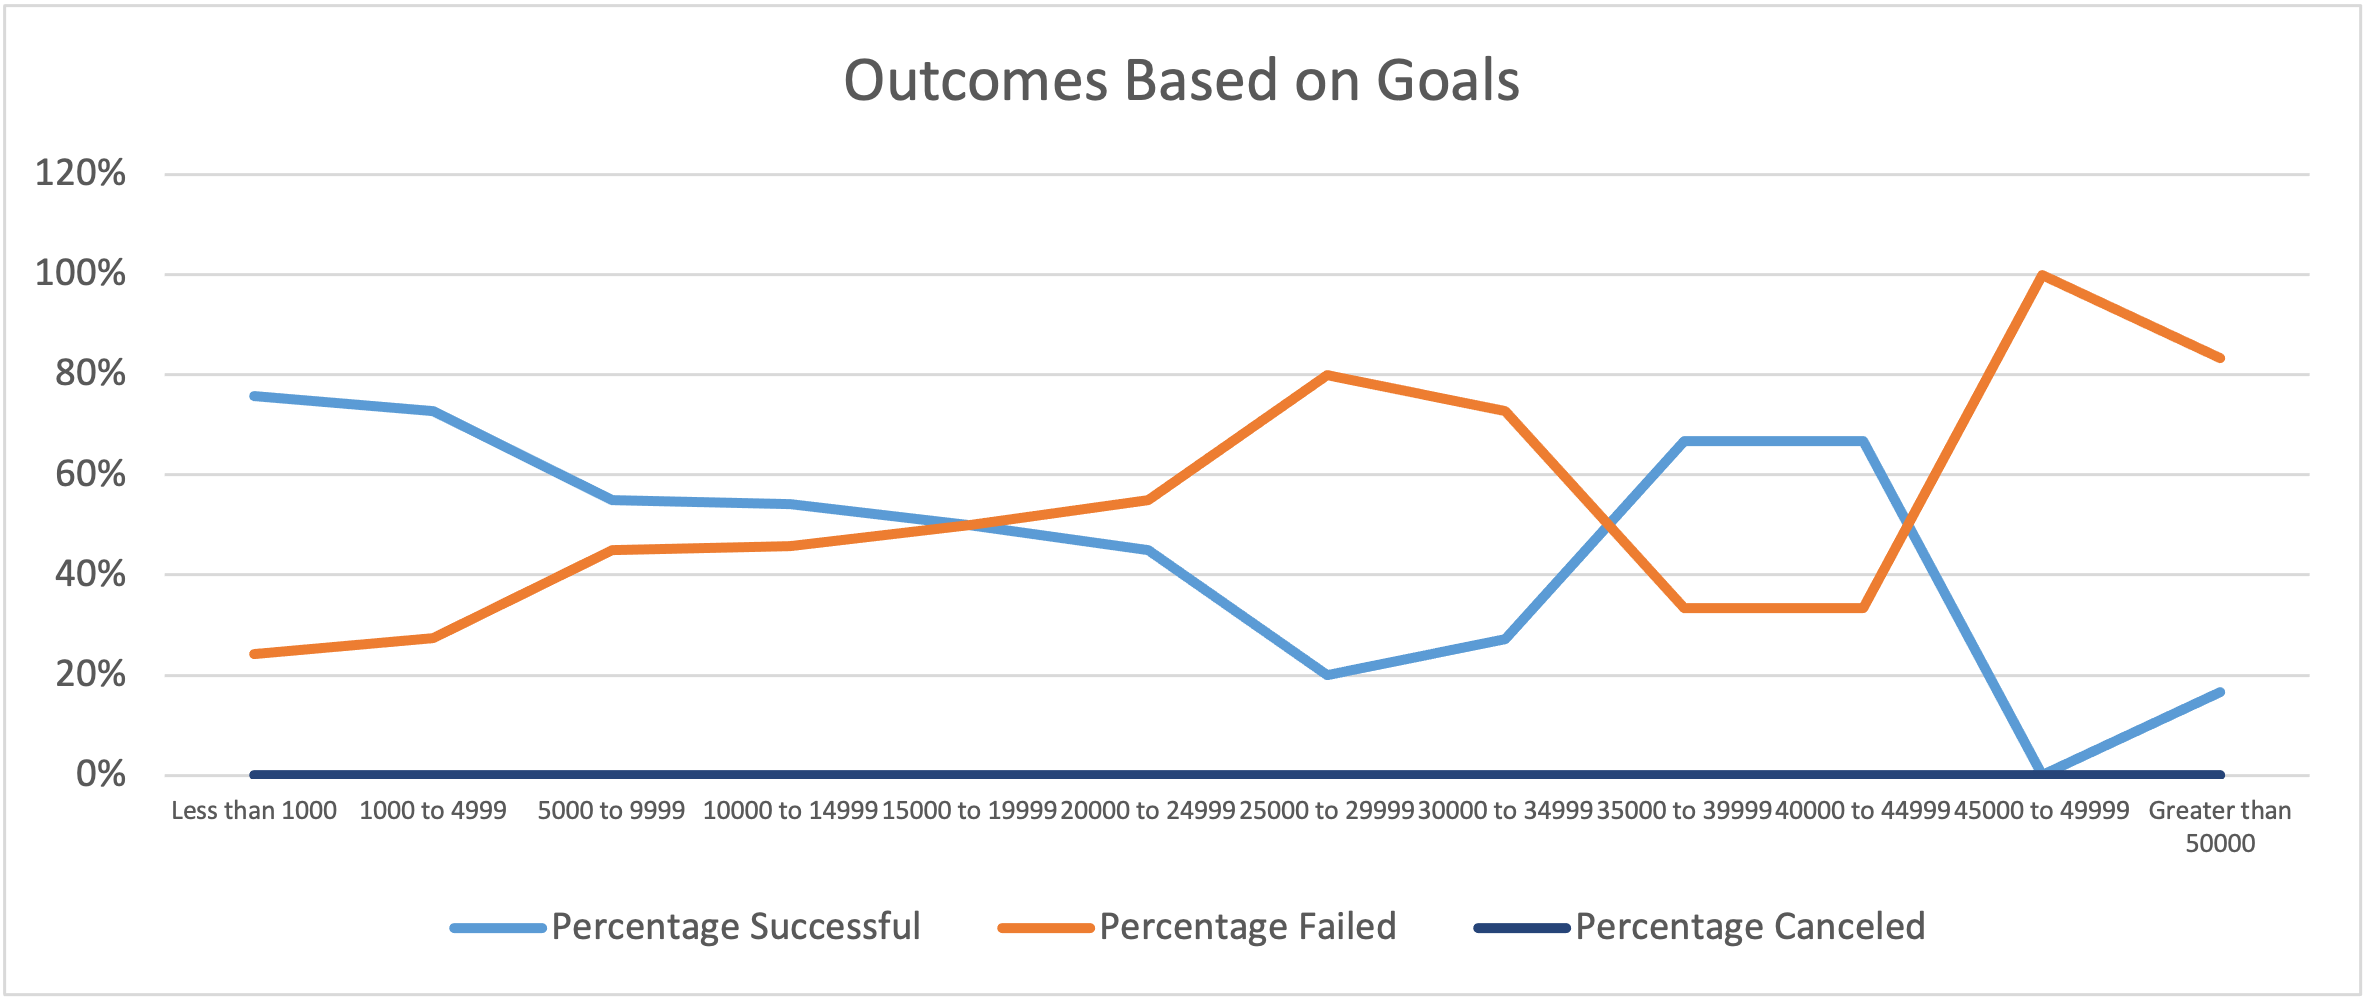 Outcomes Based on Goals
120%
100%
80%
60%
40%
20%
0%
Less than 1000 1000 to 4999 5000 to 9999 10000 to 14999 15000 to 19999 20000 to 24999 25000 to 29999 30000 to 34999 35000 to 39999 40000 to 44999 45000 to 49999 Greater than
50000
Percentage Successful Percentage Failed Percentage Canceled